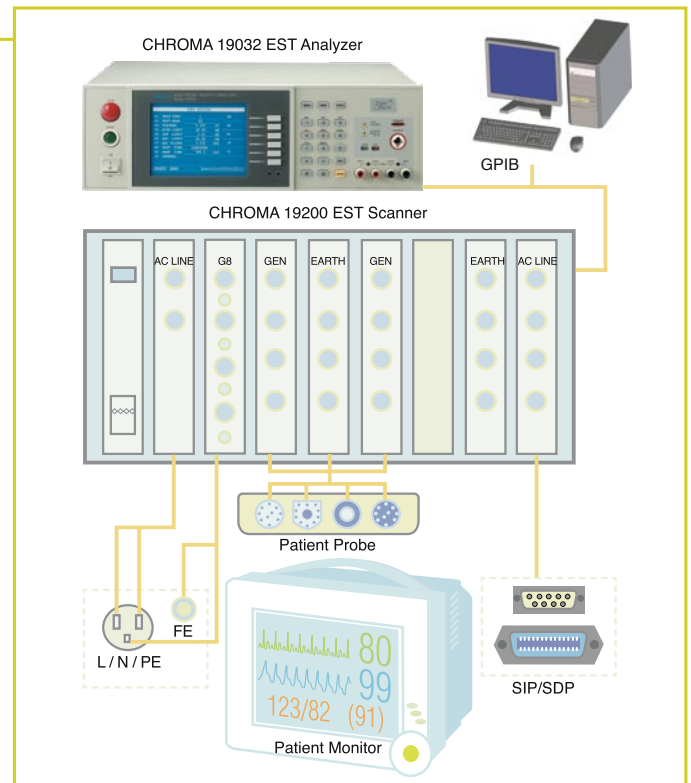 CHROMA 19032 EST Analyzer
GPIB
CHROMA 19200 EST Scanner
AC LINE
G8
GEN
EARTH
GEN
EARTH
AC LINE
Patient Probe
FE
L / N / PE
SIP/SDP
80
99
123/82 (91)
Patient Monitor